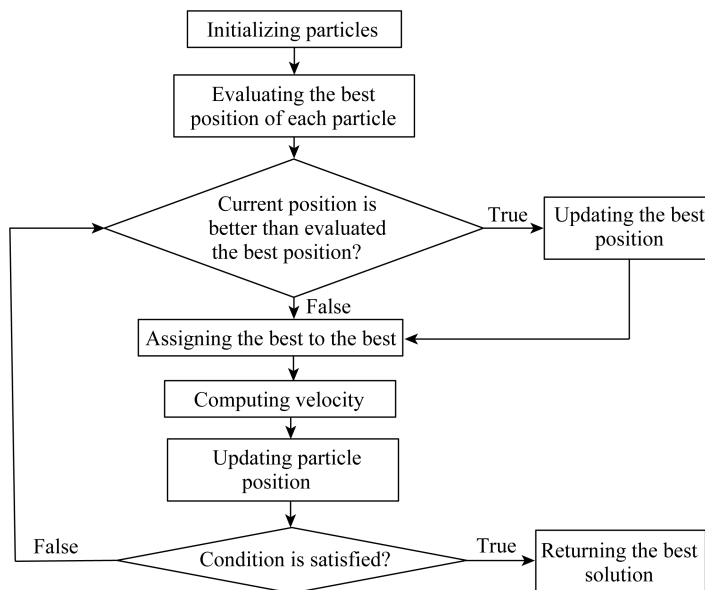 Initializing particles
Evaluating the best
position of each particle
Current position is
better than evaluated
the best position?
True
Updating the best
position
False
Assigning the best to the best
Computing velocity
Updating particle
position
False
Condition is satisfied?
True
Returning the best
solution